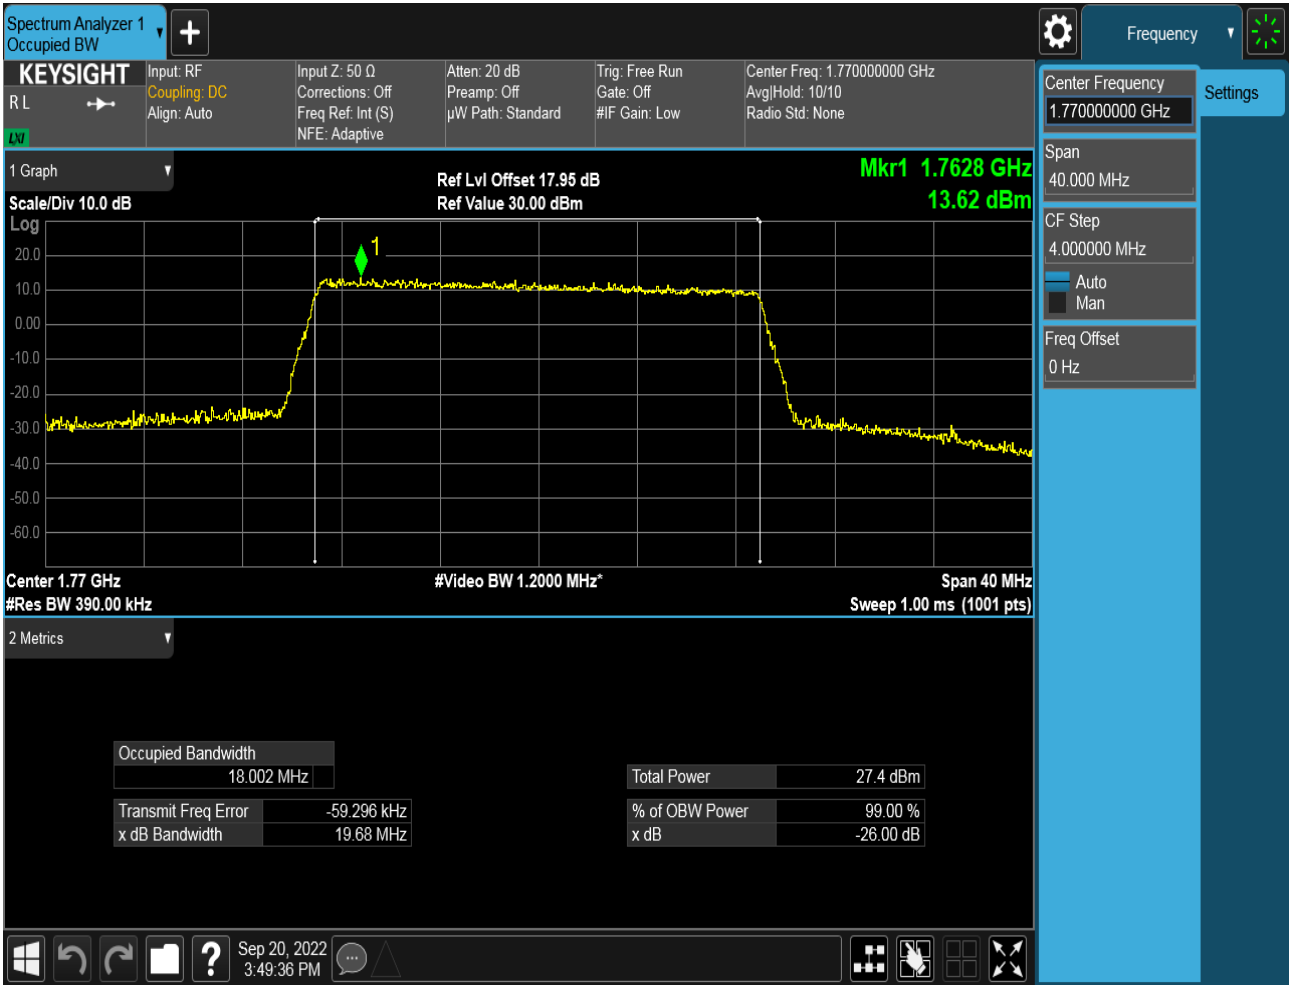 Spectrum Analyzer 1
Occupied BW
Frequency
KEYSIGHT
R L
LXI
Input: RF
Coupling: DC
Align: Auto
Input Z: 50 Ω
Corrections: Off
Freq Ref: Int (S)
NFE: Adaptive
Atten: 20 dB
Preamp: Off
µW Path: Standard
Trig: Free Run
Gate: Off
#IF Gain: Low
Center Freq: 1.770000000 GHz
Avg|Hold: 10/10
Radio Std: None
Center Frequency
1.770000000 GHz
Settings
Span
40.000 MHz
CF Step
4.000000 MHz
Auto
Man
Freq Offset
0 Hz
1 Graph
Ref Lvl Offset 17.95 dB
Mkr1 1.7628 GHz
Scale/Div 10.0 dB
Ref Value 30.00 dBm
13.62 dBm
Log
1
20.0
10.0
0.00
-10.0
-20.0
-30.0
-40.0
-50.0
-60.0
Center 1.77 GHz
#Video BW 1.2000 MHz*
Span 40 MHz
#Res BW 390.00 kHz
Sweep 1.00 ms (1001 pts)
2 Metrics
Occupied Bandwidth
18.002 MHz
Total Power 27.4 dBm
Transmit Freq Error -59.296 kHz
% of OBW Power 99.00 %
x dB Bandwidth 19.68 MHz
x dB -26.00 dB
?
Sep 20, 2022
3:49:36 PM